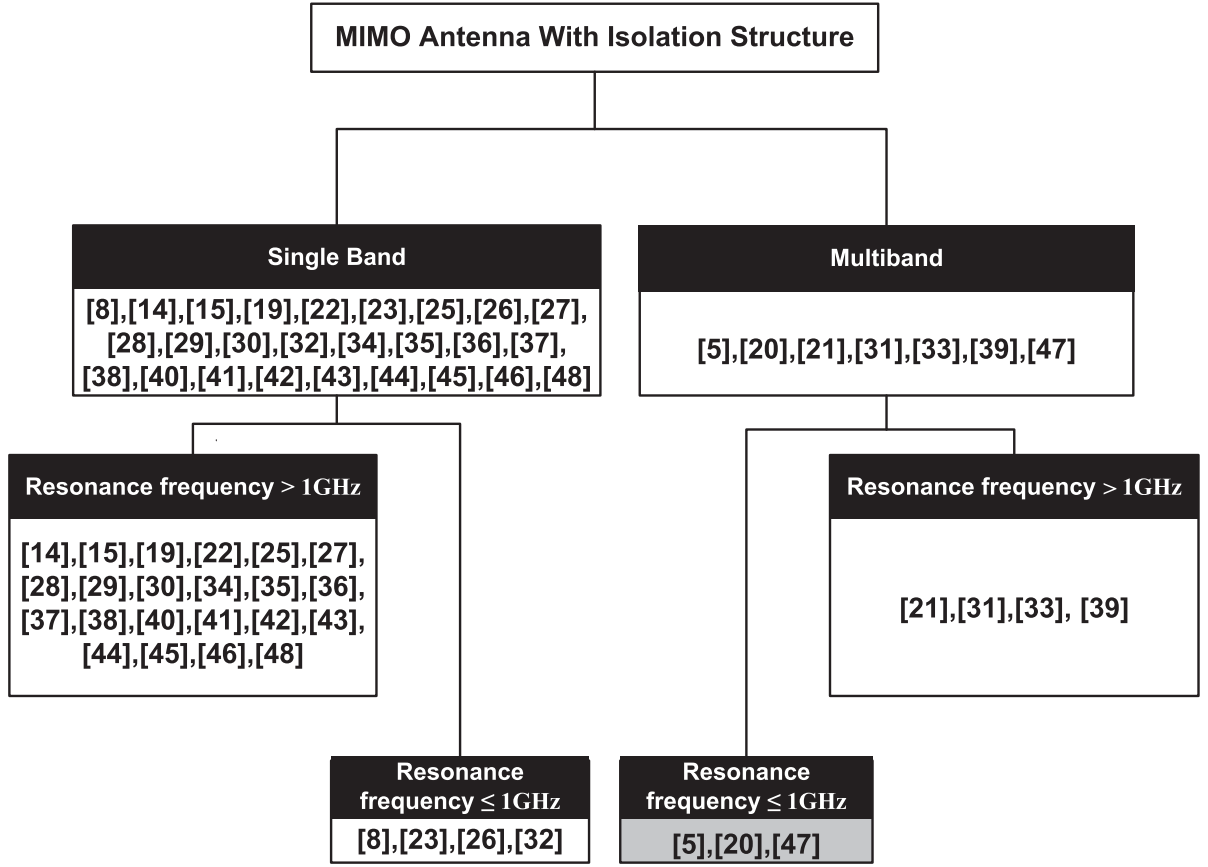 MIMO Antenna With Isolation Structure
Single Band
[8],[14],[15],[19],[22],[23],[25],[26],[27],
[28],[29],[30],[32],[34],[35],[36],[37],
[38],[40],[41],[42],[43],[44],[45],[46],[48]
Multiband
[5],[20],[21],[31],[33],[39],[47]
Resonance frequency > 1GHz
[14],[15],[19],[22],[25],[27],
[28],[29],[30],[34],[35],[36],
[37],[38],[40],[41],[42],[43],
[44],[45],[46],[48]
Resonance
frequency ≤ 1GHz
[8],[23],[26],[32]
Resonance
frequency ≤ 1GHz
[5],[20],[47]
Resonance frequency > 1GHz
[21],[31],[33], [39]